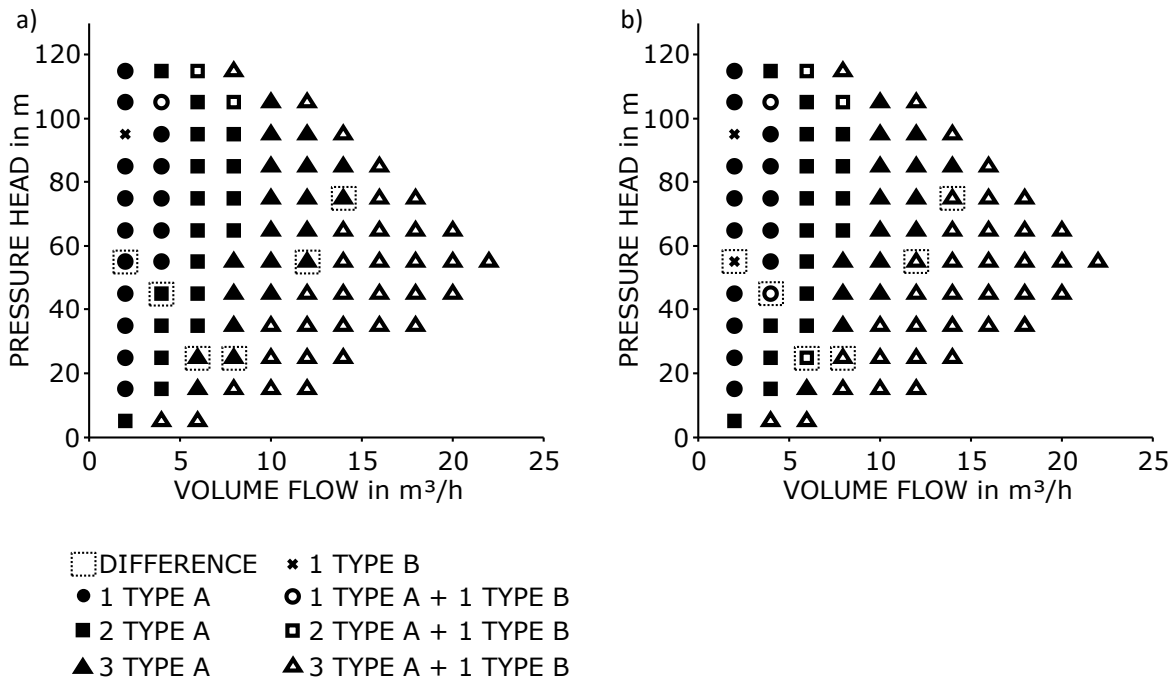 a)
PRESSURE HEAD in m
120
100
80
60
40
20
0
0 5 10 15 20 25
VOLUME FLOW in m³/h
b)
PRESSURE HEAD in m
120
100
80
60
40
20
0
0 5 10 15 20 25
VOLUME FLOW in m³/h
DIFFERENCE 1 TYPE B
1 TYPE A 1 TYPE A + 1 TYPE B
2 TYPE A 2 TYPE A + 1 TYPE B
3 TYPE A 3 TYPE A + 1 TYPE B